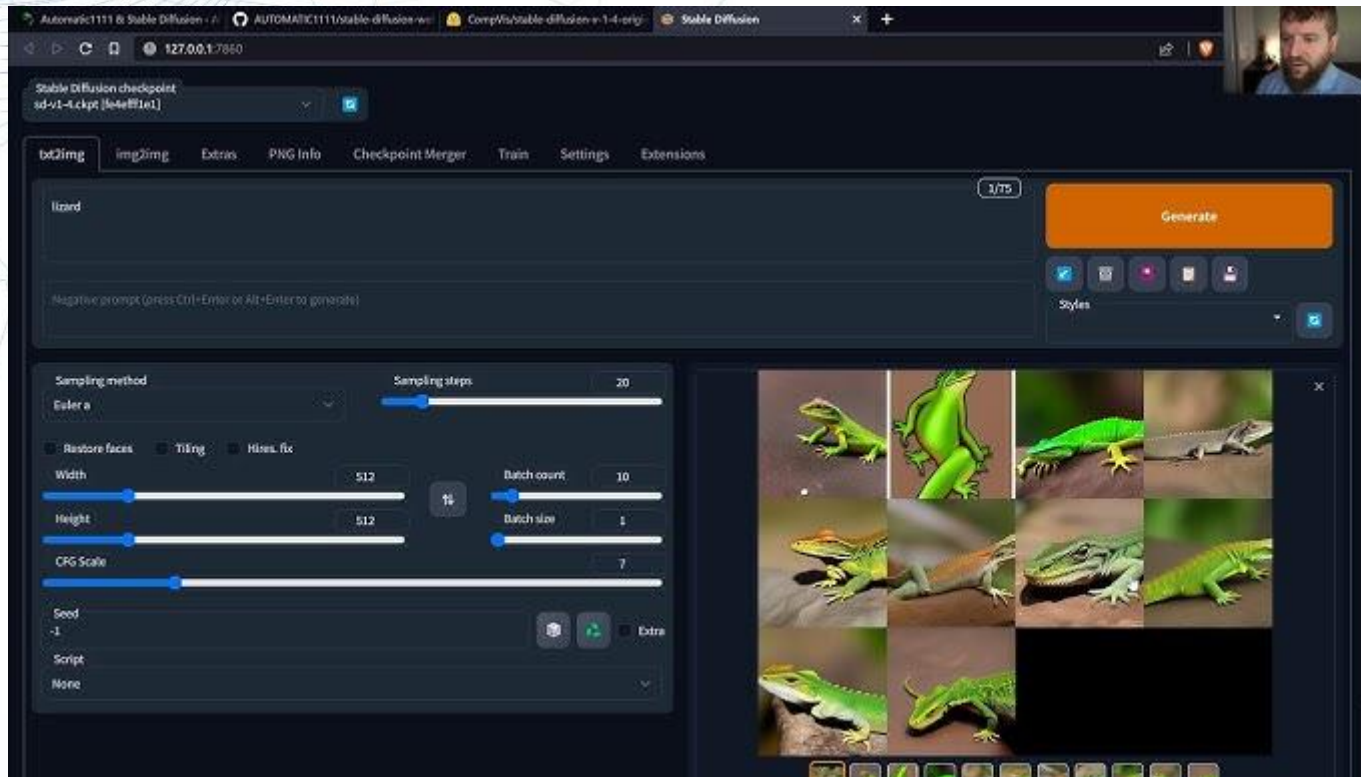 Automatic1111 & Stable Diffusion - A
AUTOMATIC1111/stable-diffusion-we
CompVis/stable-diffusion-v-1-4-origi
Stable Diffusion
127.0.0.1:7860
Stable Diffusion checkpoint
sd-v1-4.ckpt [fe4efff1e1]
txt2img img2img Extras PNG Info Checkpoint Merger Train Settings Extensions
1/75
lizard
Generate
Negative prompt (press Ctrl+Enter or Alt+Enter to generate)
Styles
Sampling method
Euler a
Sampling steps
20
Restore faces Tiling Hires. fix
Width
512
Batch count
10
Height
512
Batch size
1
CFG Scale
7
Seed
-1
Extra
Script
None